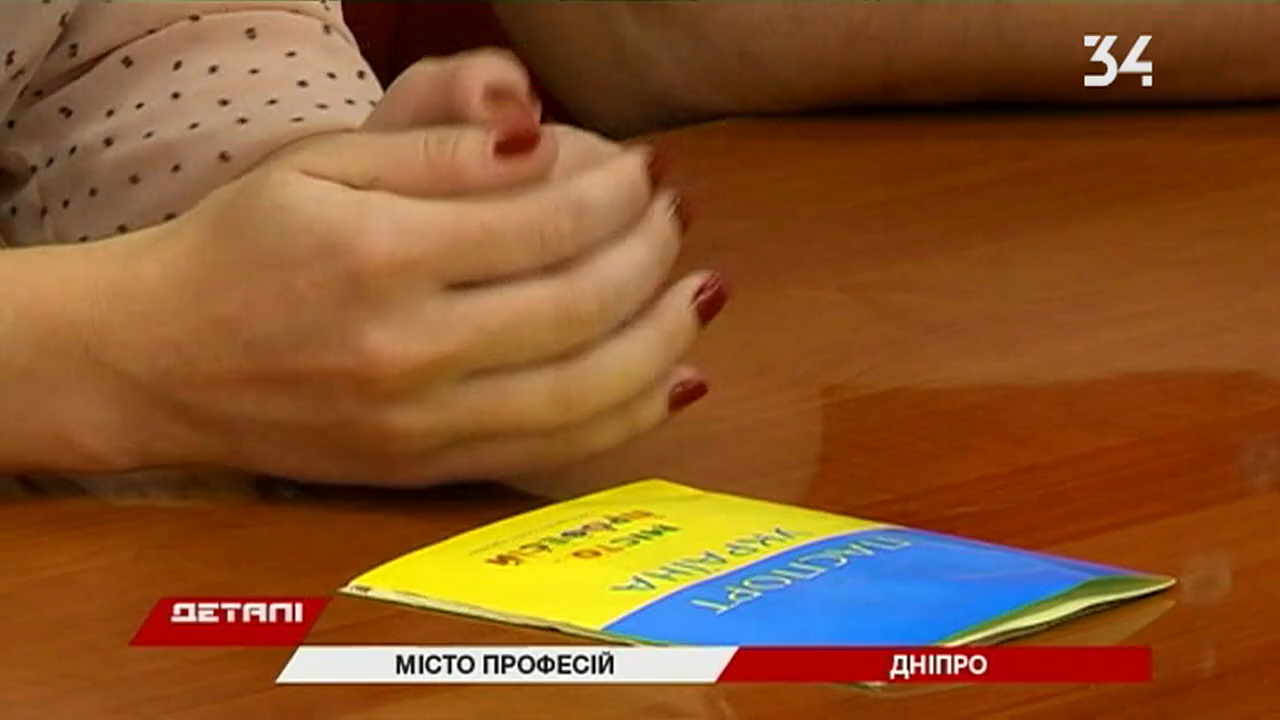 34
ПАСПОРТ
УКРАЇНА
МІСТО
ПРОФЕСІЙ
ДЕТАЛІ
МІСТО ПРОФЕСІЙ
ДНІПРО